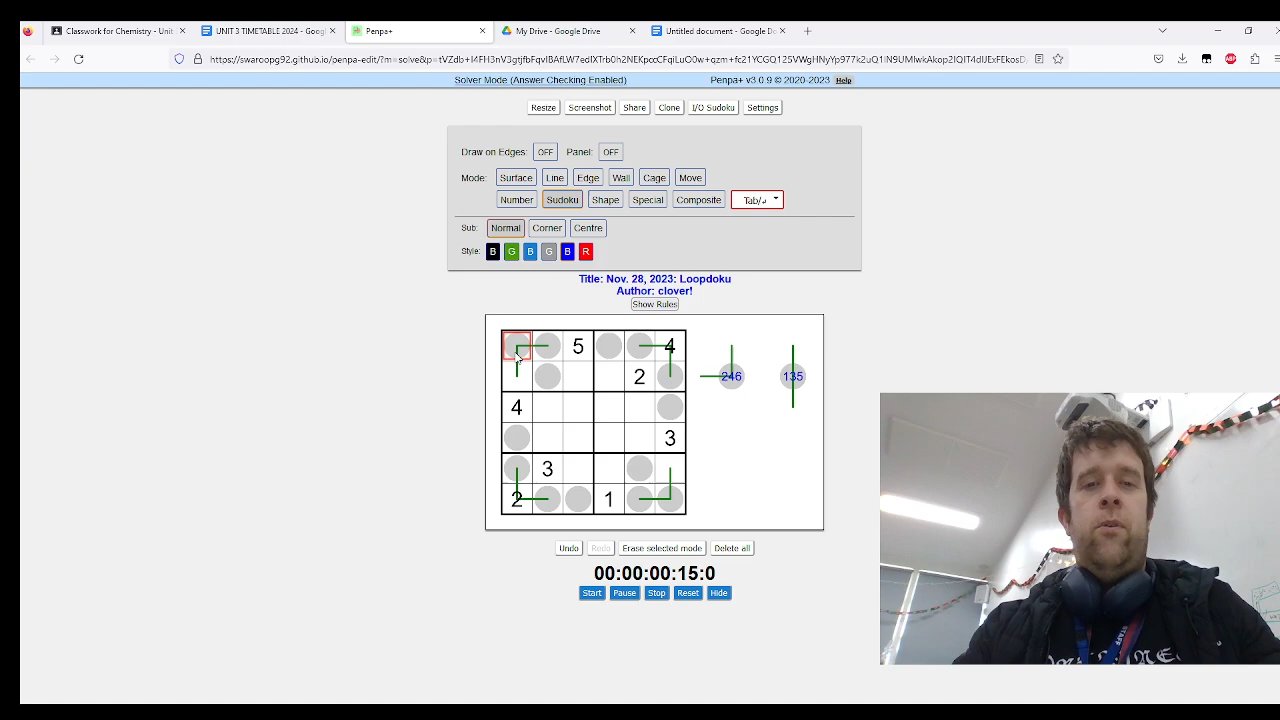 Classwork for Chemistry - Unit
UNIT 3 TIMETABLE 2024 - Goog
Penpa+
My Drive - Google Drive
Untitled document - Google D
Solver Mode (Answer Checking Enabled)
Penpa+ v3.0.9 © 2020-2023
Help
Resize
Screenshot
Share
Clone
I/O Sudoku
Settings
Draw on Edges:
OFF
Panel:
OFF
Mode:
Surface
Line
Edge
Wall
Cage
Move
Number
Sudoku
Shape
Special
Composite
Tab/↲
Sub:
Normal
Corner
Centre
Style:
B
G
B
G
B
R
Title: Nov. 28, 2023: Loopdoku
Author: clover!
Show Rules
5 4
2 246 135
4
3
3
2 1
Undo
Redo
Erase selected mode
Delete all
00:00:00:15:0
Start
Pause
Stop
Reset
Hide
STAFF